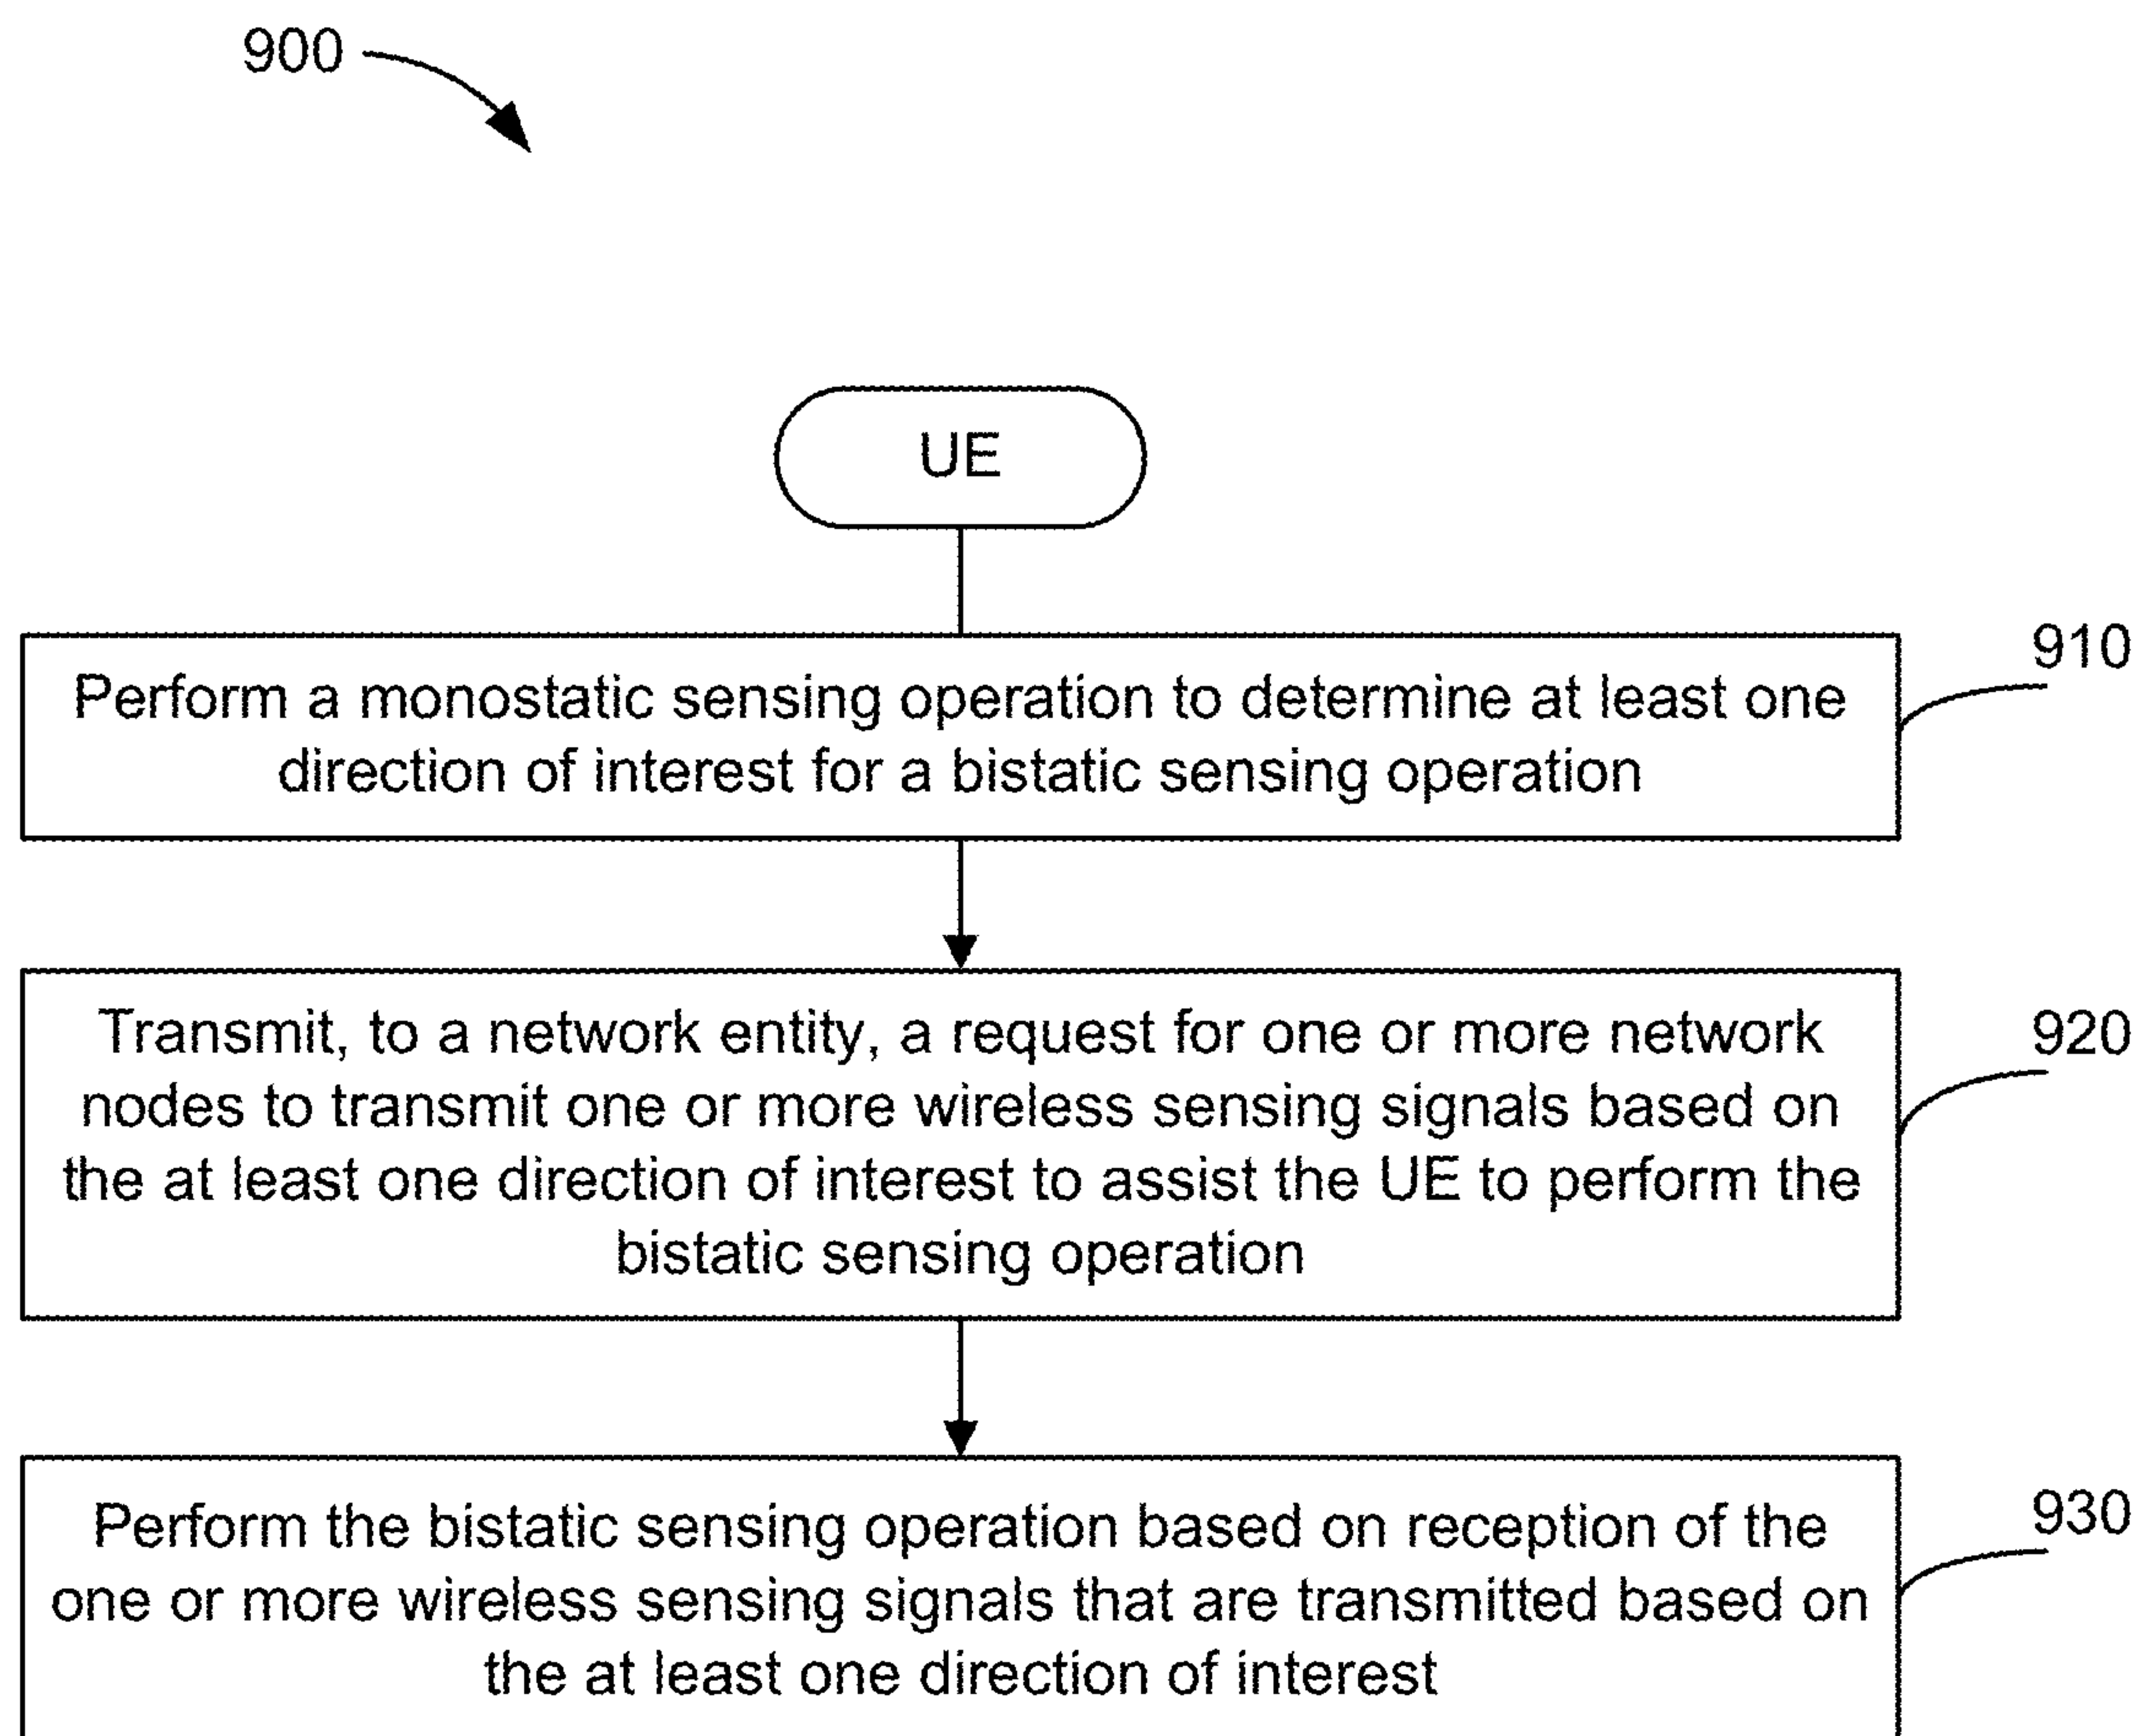 900
UE
910
Perform a monostatic sensing operation to determine at least one
direction of interest for a bistatic sensing operation
920
Transmit, to a network entity, a request for one or more network
nodes to transmit one or more wireless sensing signals based on
the at least one direction of interest to assist the UE to perform the
bistatic sensing operation
930
Perform the bistatic sensing operation based on reception of the
one or more wireless sensing signals that are transmitted based on
the at least one direction of interest